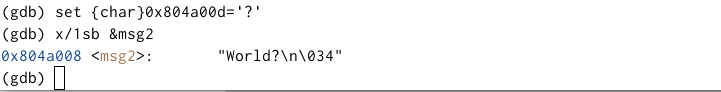 (gdb) set {char}0x804a00d='?'
(gdb) x/1sb &msg2
0x804a008 <msg2>:        "World?\n\034"
(gdb)